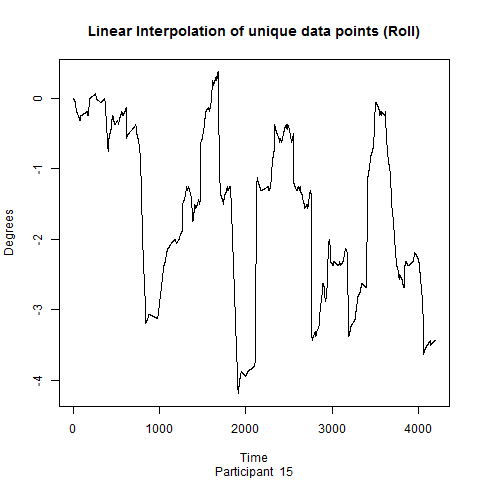 Linear Interpolation of unique data points (Roll)
Degrees
0
-1
-2
-3
-4
0 1000 2000 3000 4000
Time
Participant 15